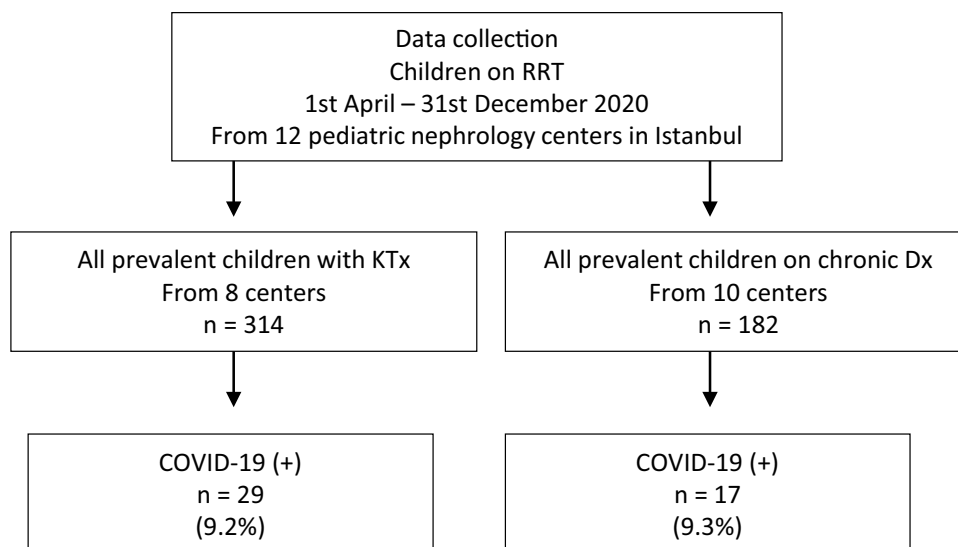 Data collection
Children on RRT
1st April – 31st December 2020
From 12 pediatric nephrology centers in Istanbul
All prevalent children with KTx
From 8 centers
n = 314
All prevalent children on chronic Dx
From 10 centers
n = 182
COVID-19 (+)
n = 29
(9.2%)
COVID-19 (+)
n = 17
(9.3%)